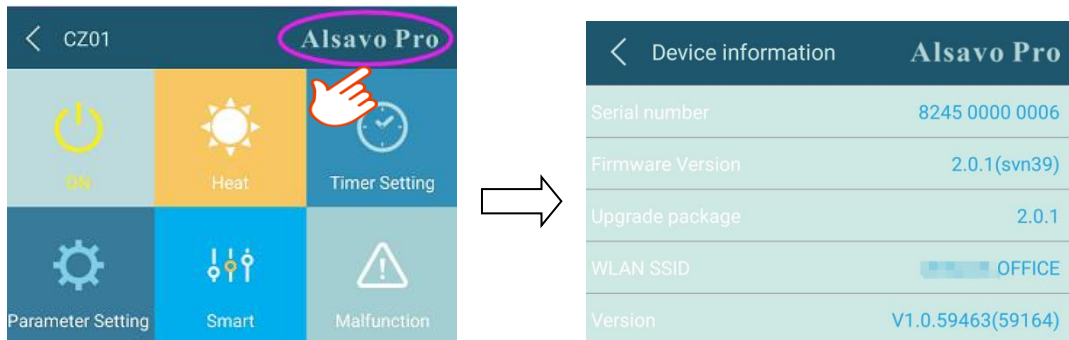 CZ01 Alsavo Pro
ON Heat Timer Setting
Parameter Setting Smart Malfunction
Device information Alsavo Pro
Serial number 8245 0000 0006
Firmware Version 2.0.1(svn39)
Upgrade package 2.0.1
WLAN SSID OFFICE
Version V1.0.59463(59164)